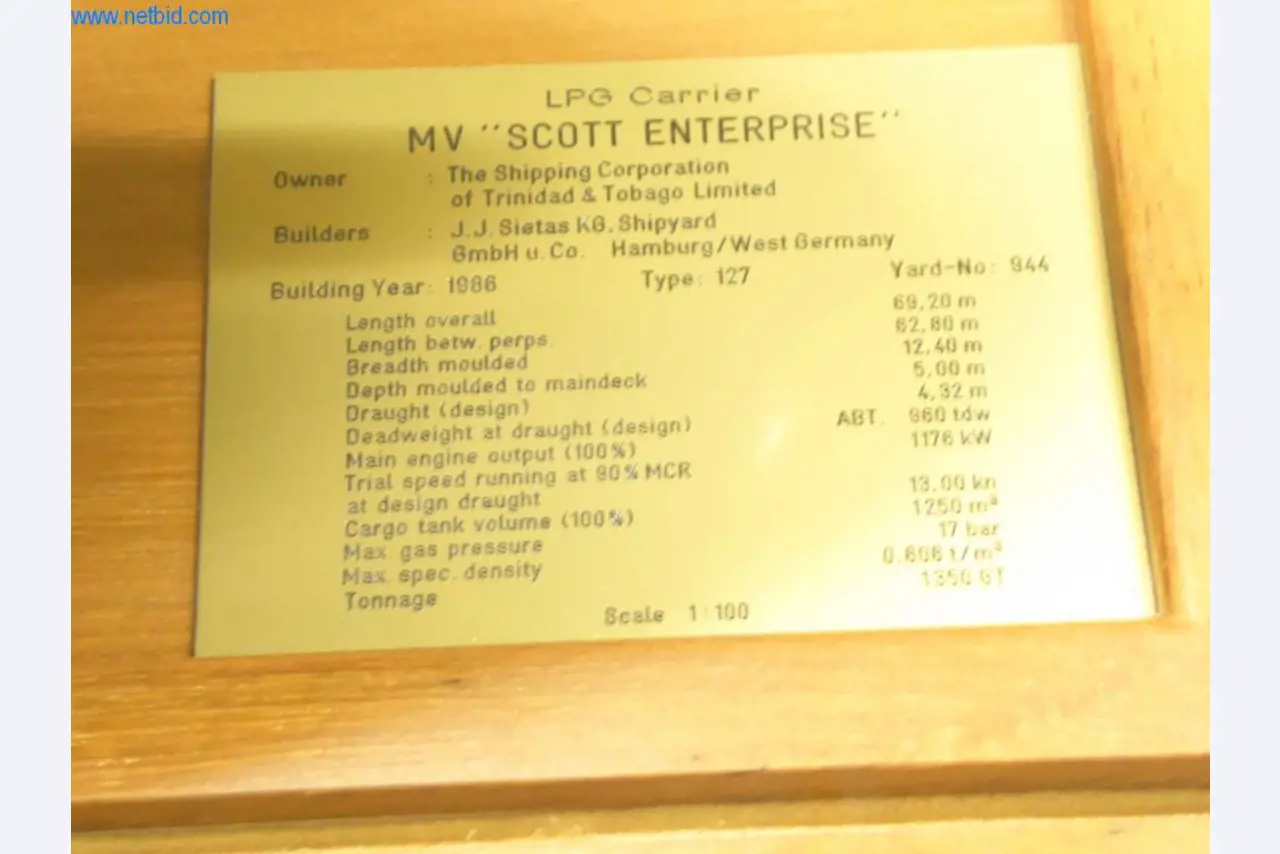 www.netbid.com
LPG Carrier
MV "SCOTT ENTERPRISE"
Owner : The Shipping Corporation
of Trinidad & Tobago Limited
Builders : J.J. Sietas KG. Shipyard
GmbH u. Co. Hamburg/West Germany
Building Year: 1986 Type: 127 Yard-No: 944
Length overall 69,20 m
Length betw. perps. 62,80 m
Breadth moulded 12,40 m
Depth moulded to maindeck 5,00 m
Draught (design) 4,32 m
Deadweight at draught (design) ABT. 960 tdw
Main engine output (100%) 1176 kW
Trial speed running at 90% MCR
at design draught 13,00 kn
Cargo tank volume (100%) 1250 m³
Max. gas pressure 17 bar
Max. spec. density t/m³
Tonnage 1350 GT
Scale 1:100